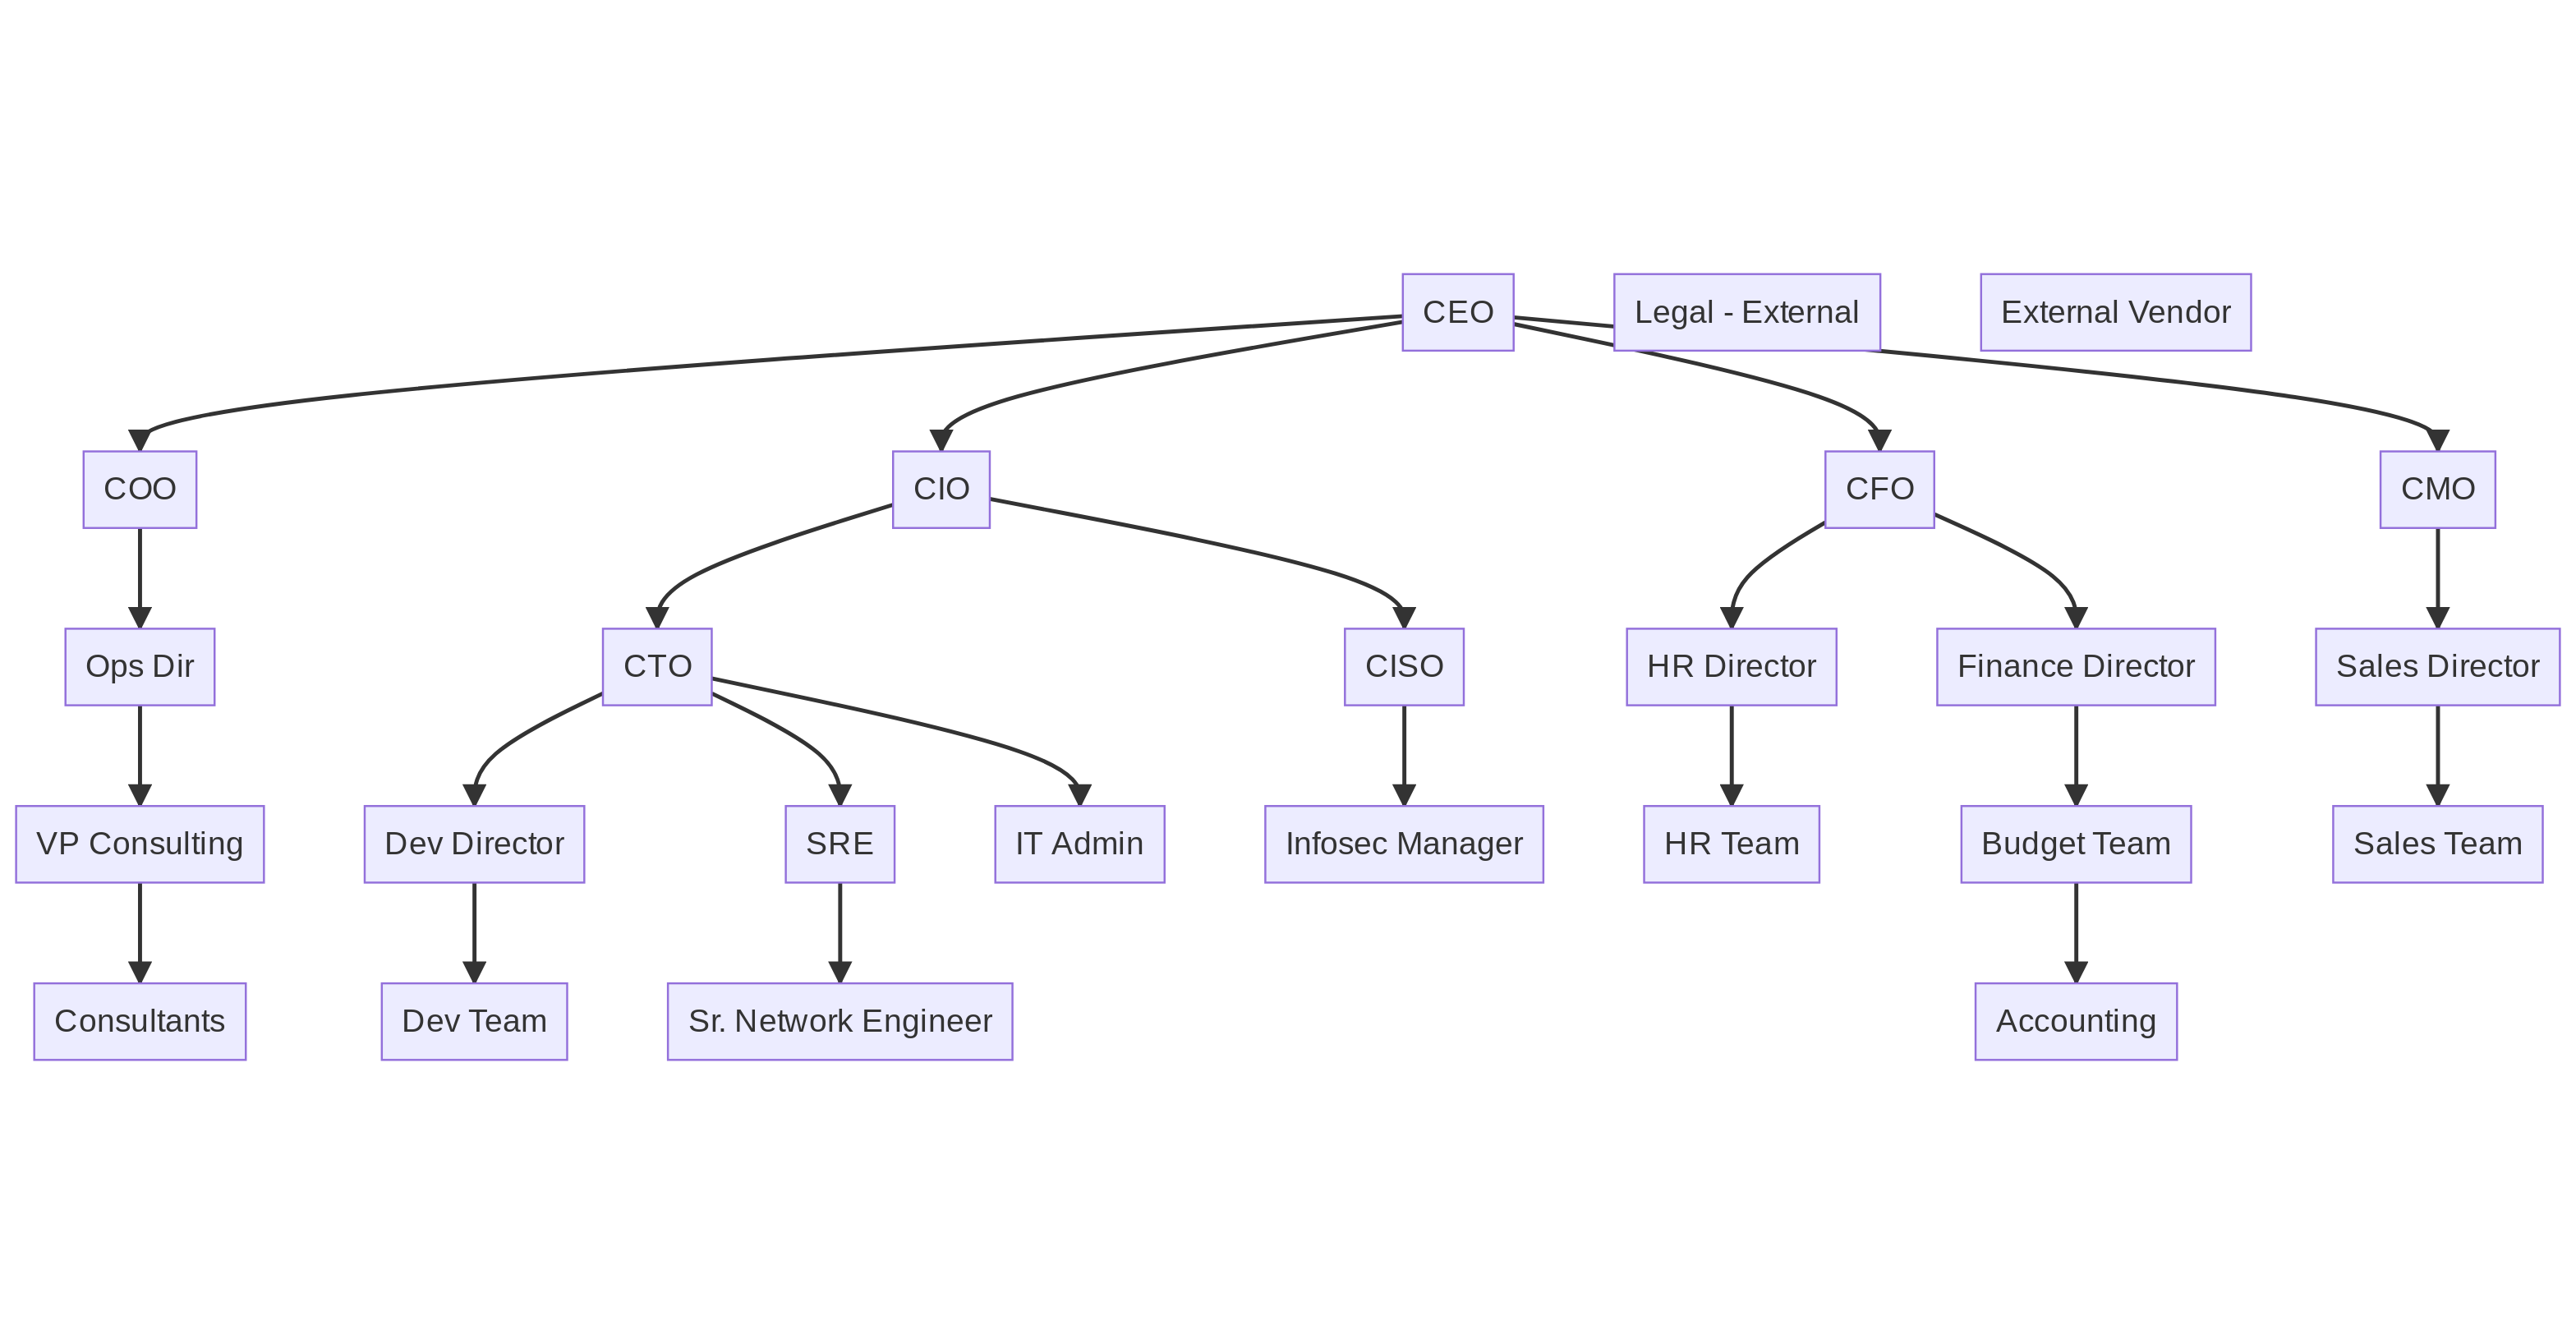 CEO
Legal - External
External Vendor
COO
CIO
CFO
CMO
Ops Dir
CTO
CISO
HR Director
Finance Director
Sales Director
VP Consulting
Dev Director
SRE
IT Admin
Infosec Manager
HR Team
Budget Team
Sales Team
Consultants
Dev Team
Sr. Network Engineer
Accounting